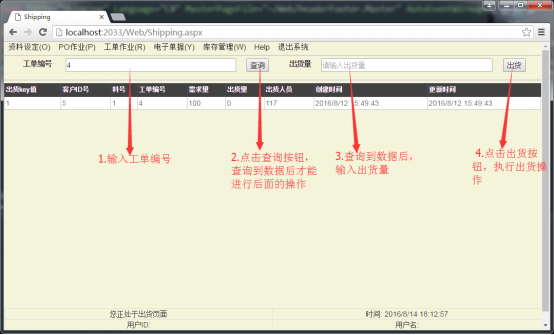 Shipping
localhost:2033/Web/Shipping.aspx
资料设定(O) PO作业(P) 工单作业(R) 电子单据(Y) 库存管理(W) Help 退出系统
工单编号 4 查询 出货量 请输入出货量 出货
出货key值 客户ID号 料号 工单编号 需求量 出货量 出货人员 创建时间 更新时间
1 5 1 4 100 0 117 2016/8/12 15:49:43 2016/8/12 15:49:43
1.输入工单编号
2.点击查询按钮,
查询到数据后才能
进行后面的操作
3.查询到数据后,
输入出货量
4.点击出货按
钮，执行出货操
作
您正处于出货页面 时间: 2016/8/14 18:12:57
用户ID: 用户名: